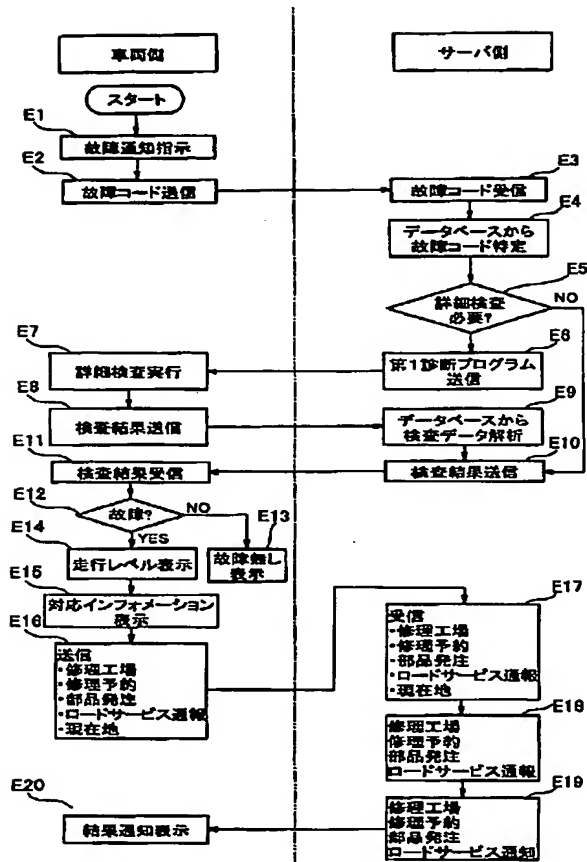 車両側
サーバ側
スタート
E1
故障通知指示
E2
故障コード送信
E3
故障コード受信
E4
データベースから
故障コード特定
E5
詳細検査
必要?
NO
E6
第1診断プログラム
送信
E7
詳細検査実行
E8
検査結果送信
E9
データベースから
検査データ解析
E10
検査結果送信
E11
検査結果受信
E12
故障?
NO
YES
E13
故障無し
表示
E14
走行レベル表示
E15
対応インフォメーション
表示
E16
送信
・修理工場
・修理予約
・部品発注
・ロードサービス通報
・現在地
E17
受信
・修理工場
・修理予約
・部品発注
・ロードサービス通報
・現在地
E18
修理工場
修理予約
部品発注
ロードサービス通報
E19
修理工場
修理予約
部品発注
ロードサービス通知
E20
結果通知表示